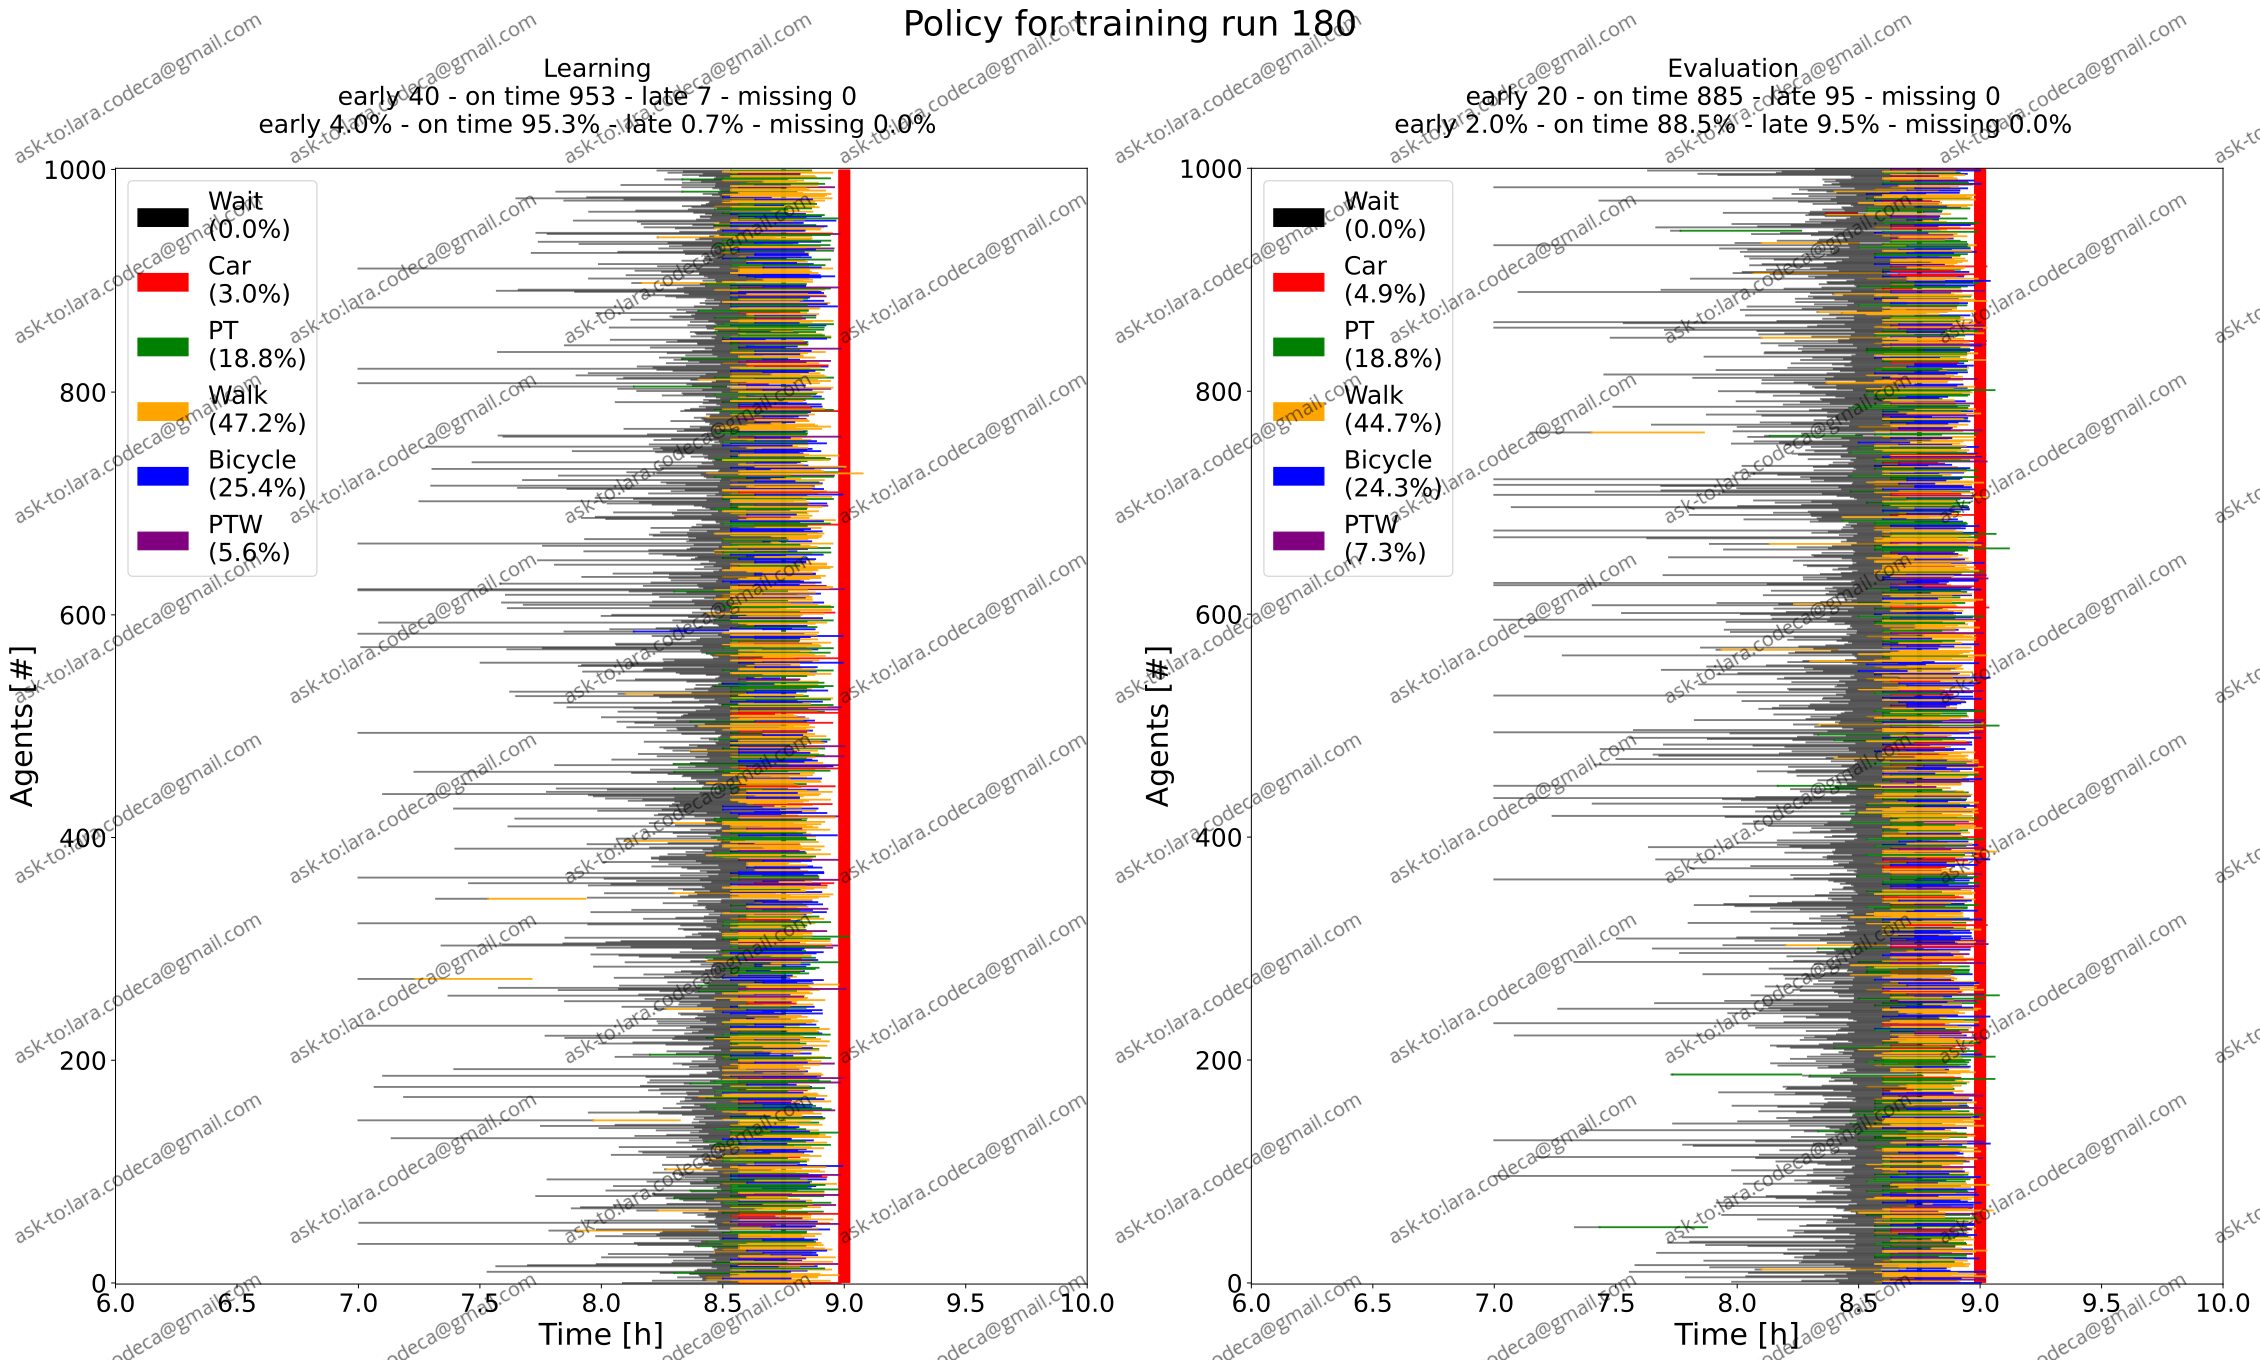 Policy for training run 180
Learning
early 40 - on time 953 - late 7 - missing 0
early 4.0% - on time 95.3% - late 0.7% - missing 0.0%
1000
800
600
400
200
0
Agents [#]
Wait
(0.0%)
Car
(3.0%)
PT
(18.8%)
Walk
(47.2%)
Bicycle
(25.4%)
PTW
(5.6%)
6.0 6.5 7.0 7.5 8.0 8.5 9.0 9.5 10.0
Time [h]
Evaluation
early 20 - on time 885 - late 95 - missing 0
early 2.0% - on time 88.5% - late 9.5% - missing 0.0%
1000
800
600
400
200
0
Agents [#]
Wait
(0.0%)
Car
(4.9%)
PT
(18.8%)
Walk
(44.7%)
Bicycle
(24.3%)
PTW
(7.3%)
6.0 6.5 7.0 7.5 8.0 8.5 9.0 9.5 10.0
Time [h]
ask-to:lara.codeca@gmail.com